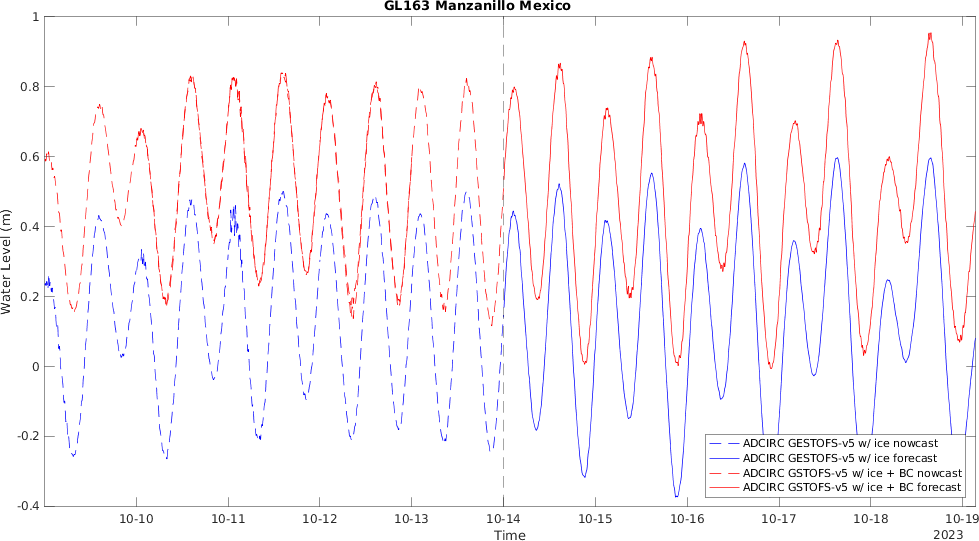 GL163 Manzanillo Mexico
1
0.8
0.6
0.4
0.2
0
-0.2
-0.4
Water Level (m)
ADCIRC GESTOFS-v5 w/ ice nowcast
ADCIRC GESTOFS-v5 w/ ice forecast
ADCIRC GSTOFS-v5 w/ ice + BC nowcast
ADCIRC GSTOFS-v5 w/ ice + BC forecast
10-10 10-11 10-12 10-13 10-14 10-15 10-16 10-17 10-18 10-19
Time
2023